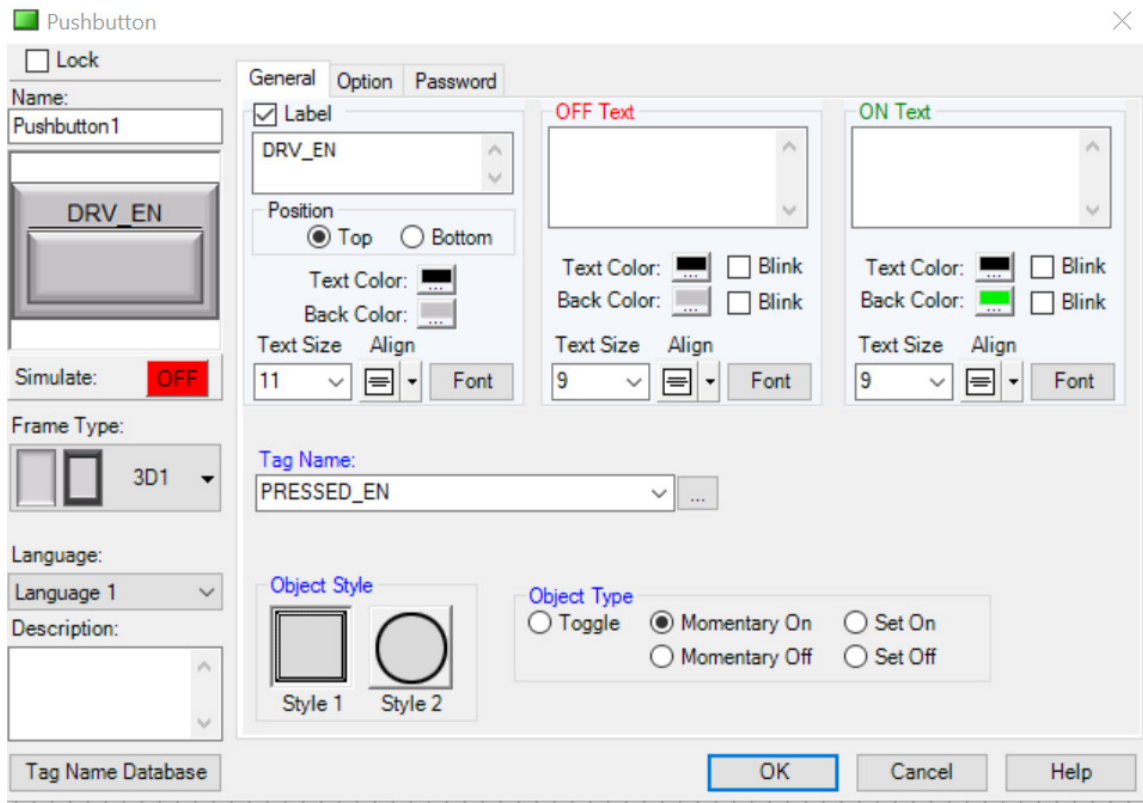 Pushbutton
Lock
Name:
Pushbutton1
DRV_EN
Simulate: OFF
Frame Type:
3D1
Language:
Language 1
Description:
Tag Name Database
General Option Password
Label
DRV_EN
Position
Top Bottom
Text Color: ...
Back Color: ...
Text Size Align
11 Font
OFF Text
Text Color: ... Blink
Back Color: ... Blink
Text Size Align
9 Font
ON Text
Text Color: ... Blink
Back Color: ... Blink
Text Size Align
9 Font
Tag Name:
PRESSED_EN ...
Object Style
Style 1 Style 2
Object Type
Toggle Momentary On Set On
Momentary Off Set Off
OK Cancel Help